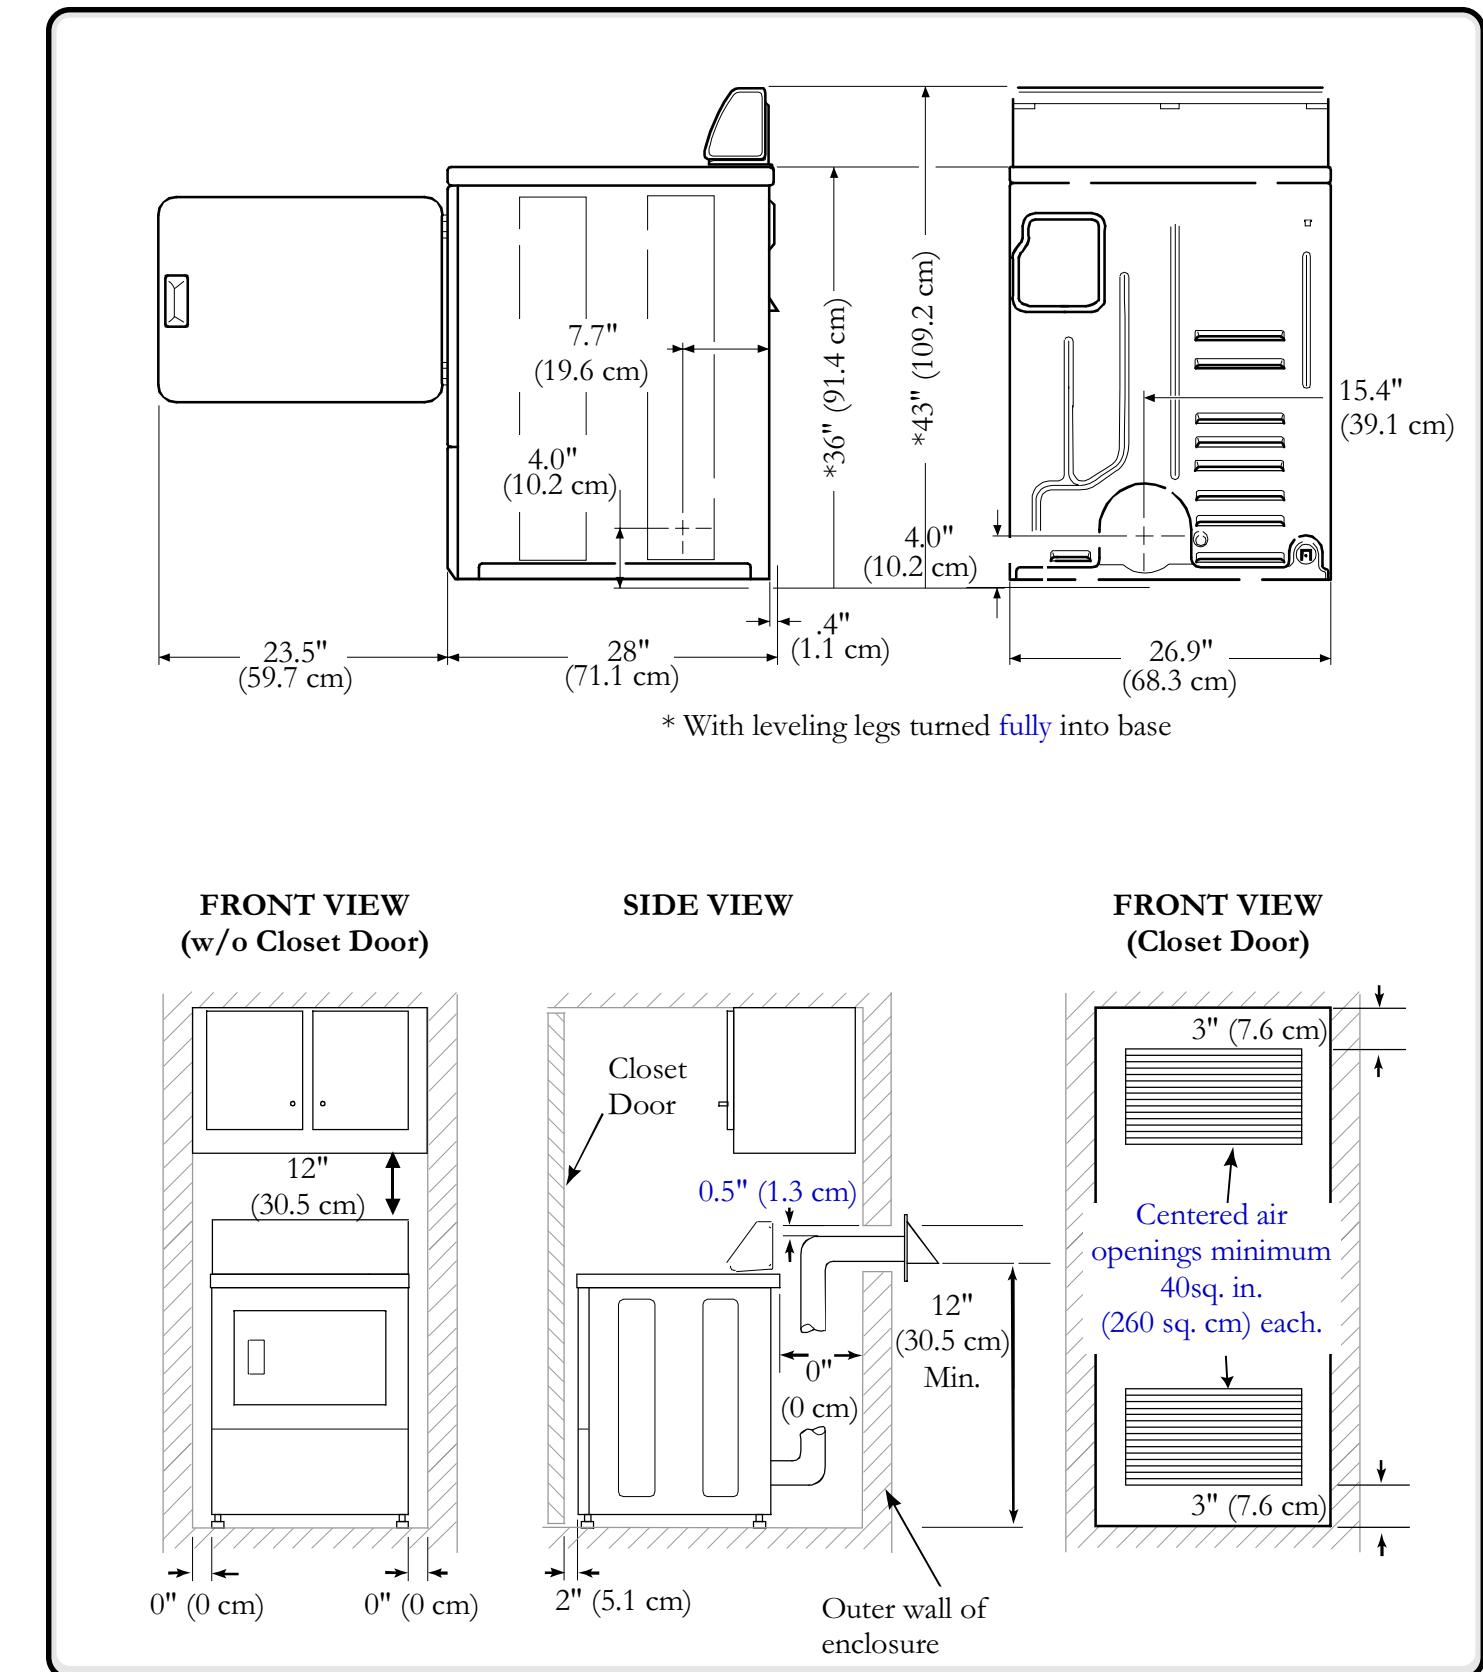 7.7"
(19.6 cm)
4.0"
(10.2 cm)
*36" (91.4 cm)
*43" (109.2 cm)
15.4"
(39.1 cm)
4.0"
(10.2 cm)
.4"
(1.1 cm)
23.5"
(59.7 cm)
28"
(71.1 cm)
26.9"
(68.3 cm)
* With leveling legs turned fully into base
FRONT VIEW
(w/o Closet Door)
SIDE VIEW
FRONT VIEW
(Closet Door)
12"
(30.5 cm)
0" (0 cm)
0" (0 cm)
Closet
Door
0.5" (1.3 cm)
12"
(30.5 cm)
Min.
0"
(0 cm)
2" (5.1 cm)
Outer wall of
enclosure
3" (7.6 cm)
Centered air
openings minimum
40sq. in.
(260 sq. cm) each.
3" (7.6 cm)